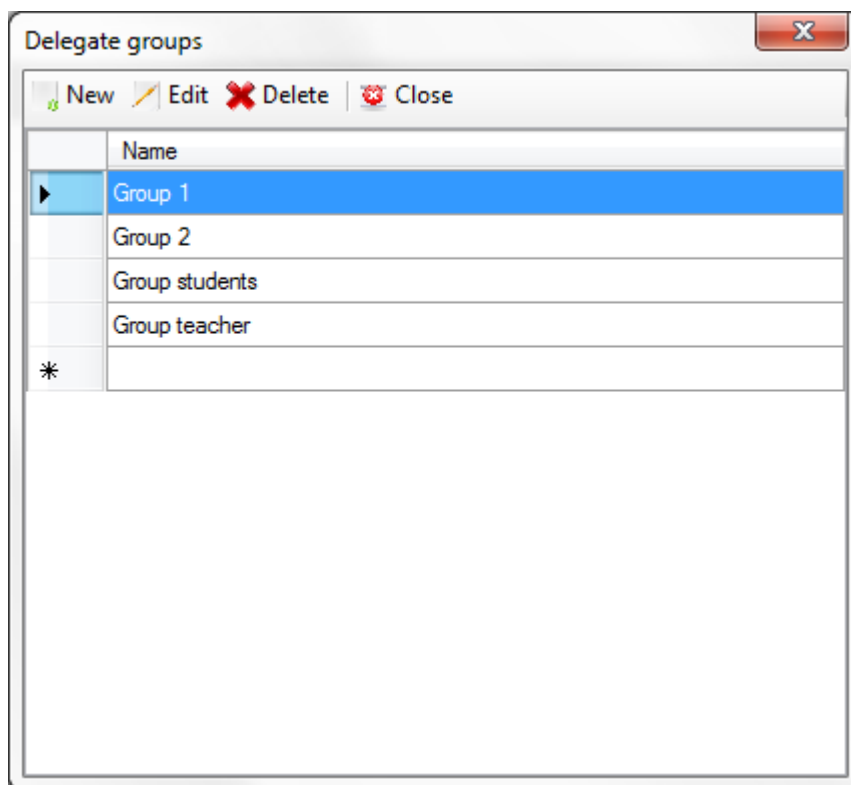 Delegate groups
New Edit Delete Close
Name
Group 1
Group 2
Group students
Group teacher